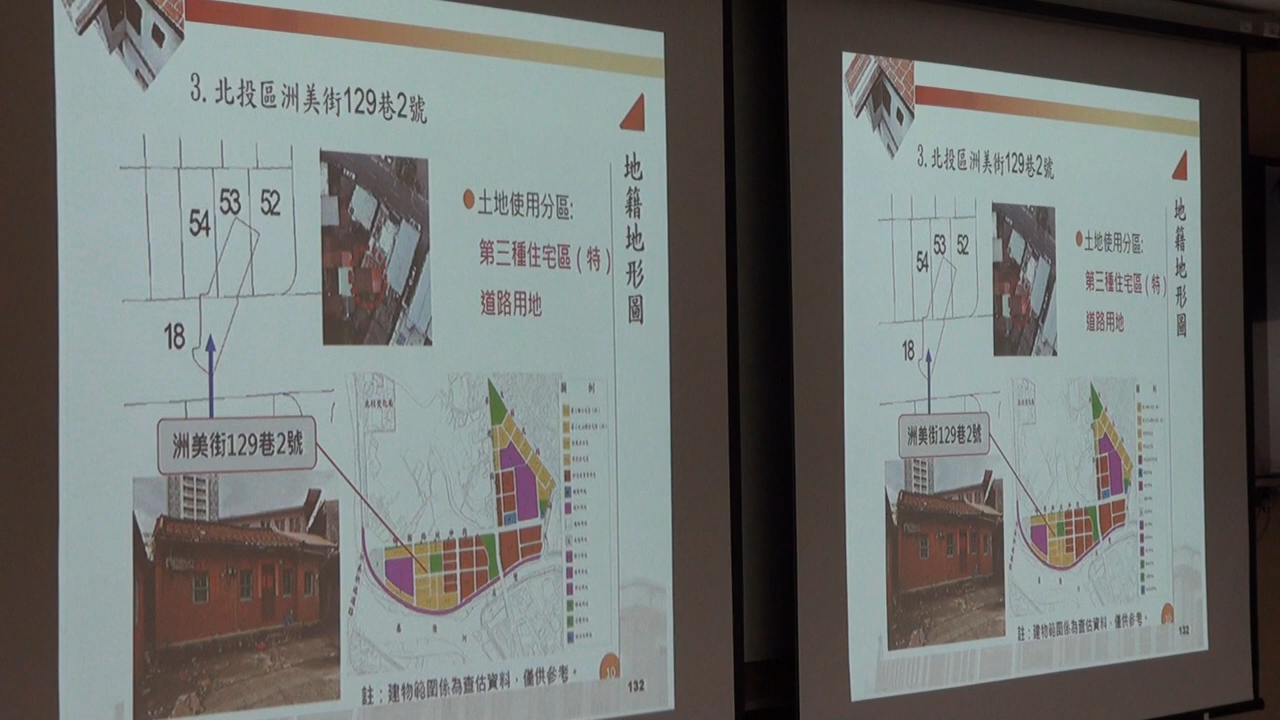 3. 北投區洲美街129巷2號
地籍地形圖
54
53
52
18
土地使用分區:
第三種住宅區(特)
道路用地
洲美街129巷2號
圖例
註:建物範圍係為查估資料,僅供參考。
10
132
3. 北投區洲美街129巷2號
地籍地形圖
54
53
52
18
土地使用分區:
第三種住宅區(特)
道路用地
洲美街129巷2號
圖例
註:建物範圍係為查估資料,僅供參考。
132